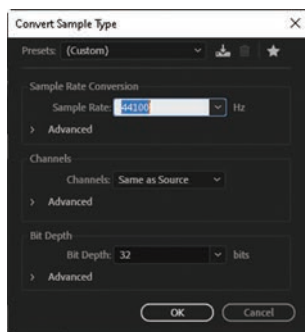 Convert Sample Type
Presets: (Custom)
Sample Rate Conversion
Sample Rate: 44100 Hz
> Advanced
Channels
Channels: Same as Source
> Advanced
Bit Depth
Bit Depth: 32 bits
> Advanced
OK Cancel